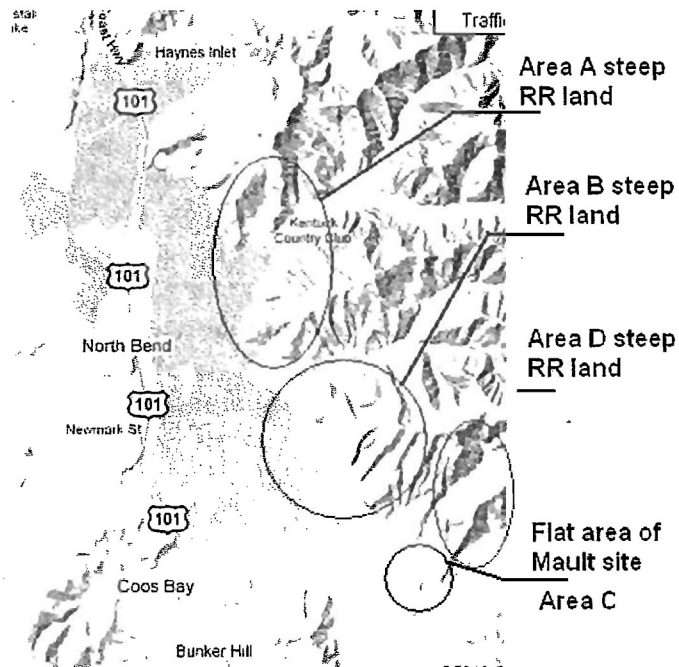 Traffi
Haynes Inlet
101
Area A steep
RR land
Area B steep
RR land
Kentuck
Country Club
101
North Bend
Area D steep
RR land
101
Newmark St
101
Flat area of
Mault site
Area C
Coos Bay
Bunker Hill